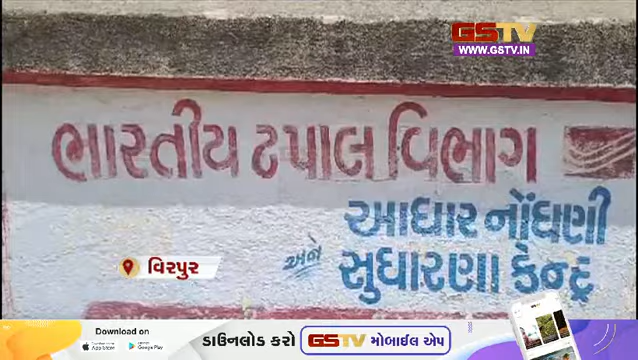 GSTV
WWW.GSTV.IN
ભારતીય ટપાલ વિભાગ
આધાર નોંધણી
અને સુધારણા કેન્દ્ર
વિરપુર
Download on
App Store Google Play
ડાઉનલોડ કરો GSTV મોબાઈલ એપ